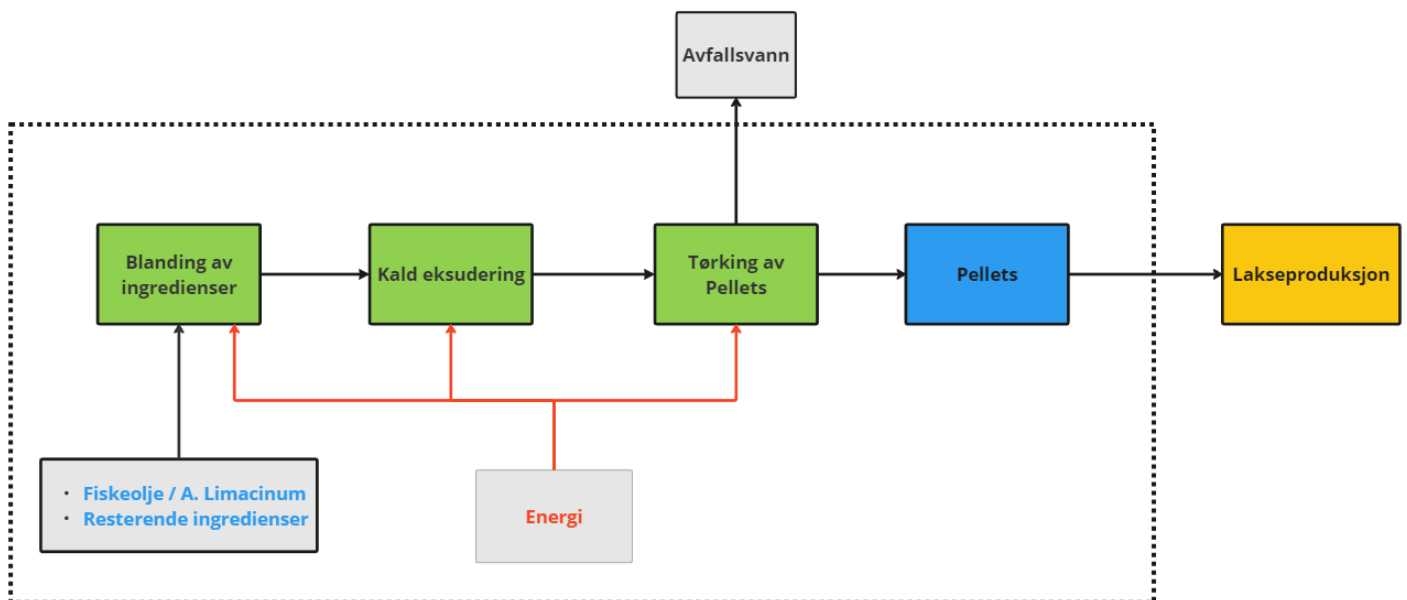 Avfallsvann
Blanding av
ingredienser
Kald eksudering
Tørking av
Pellets
Pellets
Lakseproduksjon
· Fiskeolje / A. Limacinum
· Resterende ingredienser
Energi